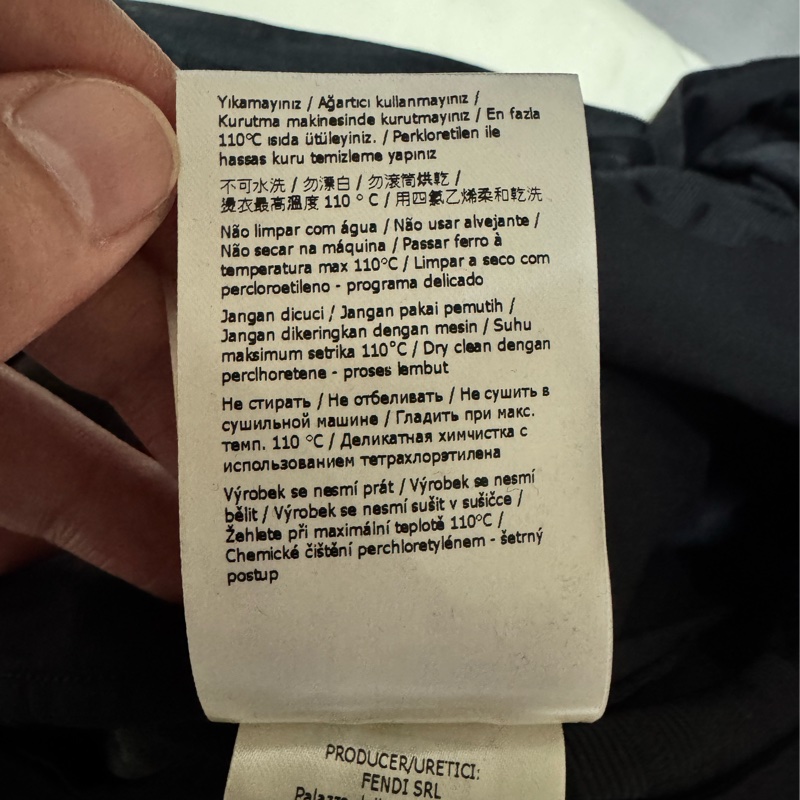 Yıkamayınız / Ağartıcı kullanmayınız /
Kurutma makinesinde kurutmayınız / En fazla
110°C ısıda ütüleyiniz. / Perkloretilen ile
hassas kuru temizleme yapınız
不可水洗 / 勿漂白 / 勿滾筒烘乾 /
燙衣最高溫度 110 ° C / 用四氯乙烯柔和乾洗
Não limpar com água / Não usar alvejante /
Não secar na máquina / Passar ferro à
temperatura max 110°C / Limpar a seco com
percloroetileno - programa delicado
Jangan dicuci / Jangan pakai pemutih /
Jangan dikeringkan dengan mesin / Suhu
maksimum setrika 110°C / Dry clean dengan
perclhoretene - proses lembut
Не стирать / Не отбеливать / Не сушить в
сушильной машине / Гладить при макс.
темп. 110 °C / Деликатная химчистка с
использованием тетрахлорэтилена
Výrobek se nesmí prát / Výrobek se nesmí
bělit / Výrobek se nesmí sušit v sušičce /
Žehlete při maximální teplotě 110°C /
Chemické čištění perchloretylénem - šetrný
postup
PRODUCER/URETICI:
FENDI SRL